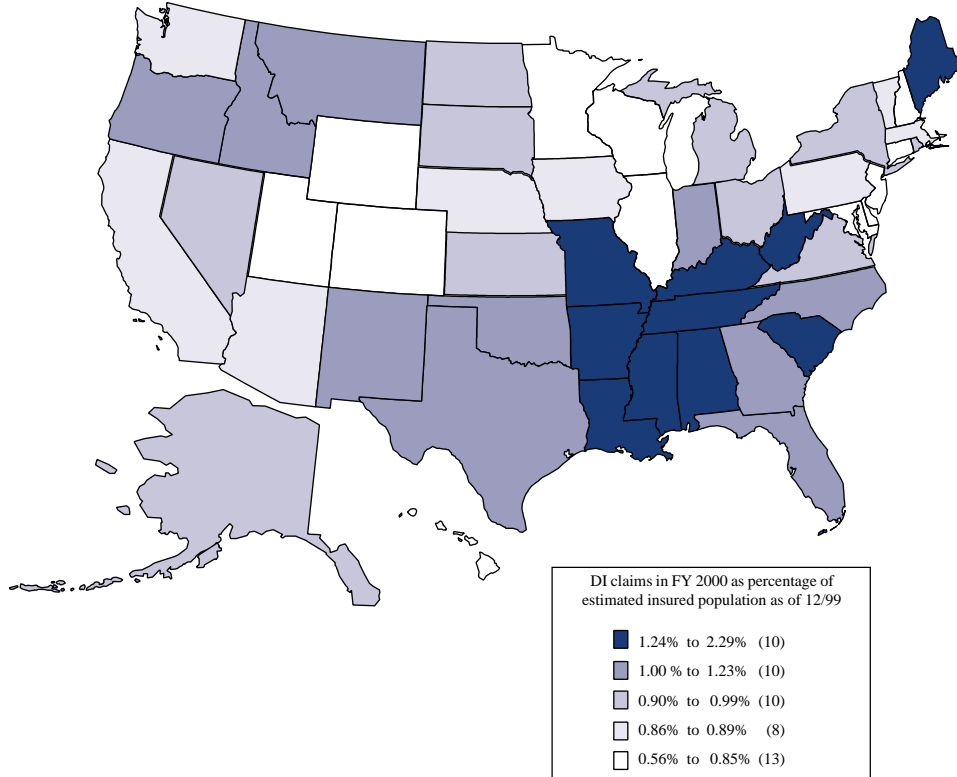 DI claims in FY 2000 as percentage of
estimated insured population as of 12/99
1.24% to 2.29% (10)
1.00 % to 1.23% (10)
0.90% to 0.99% (10)
0.86% to 0.89% (8)
0.56% to 0.85% (13)